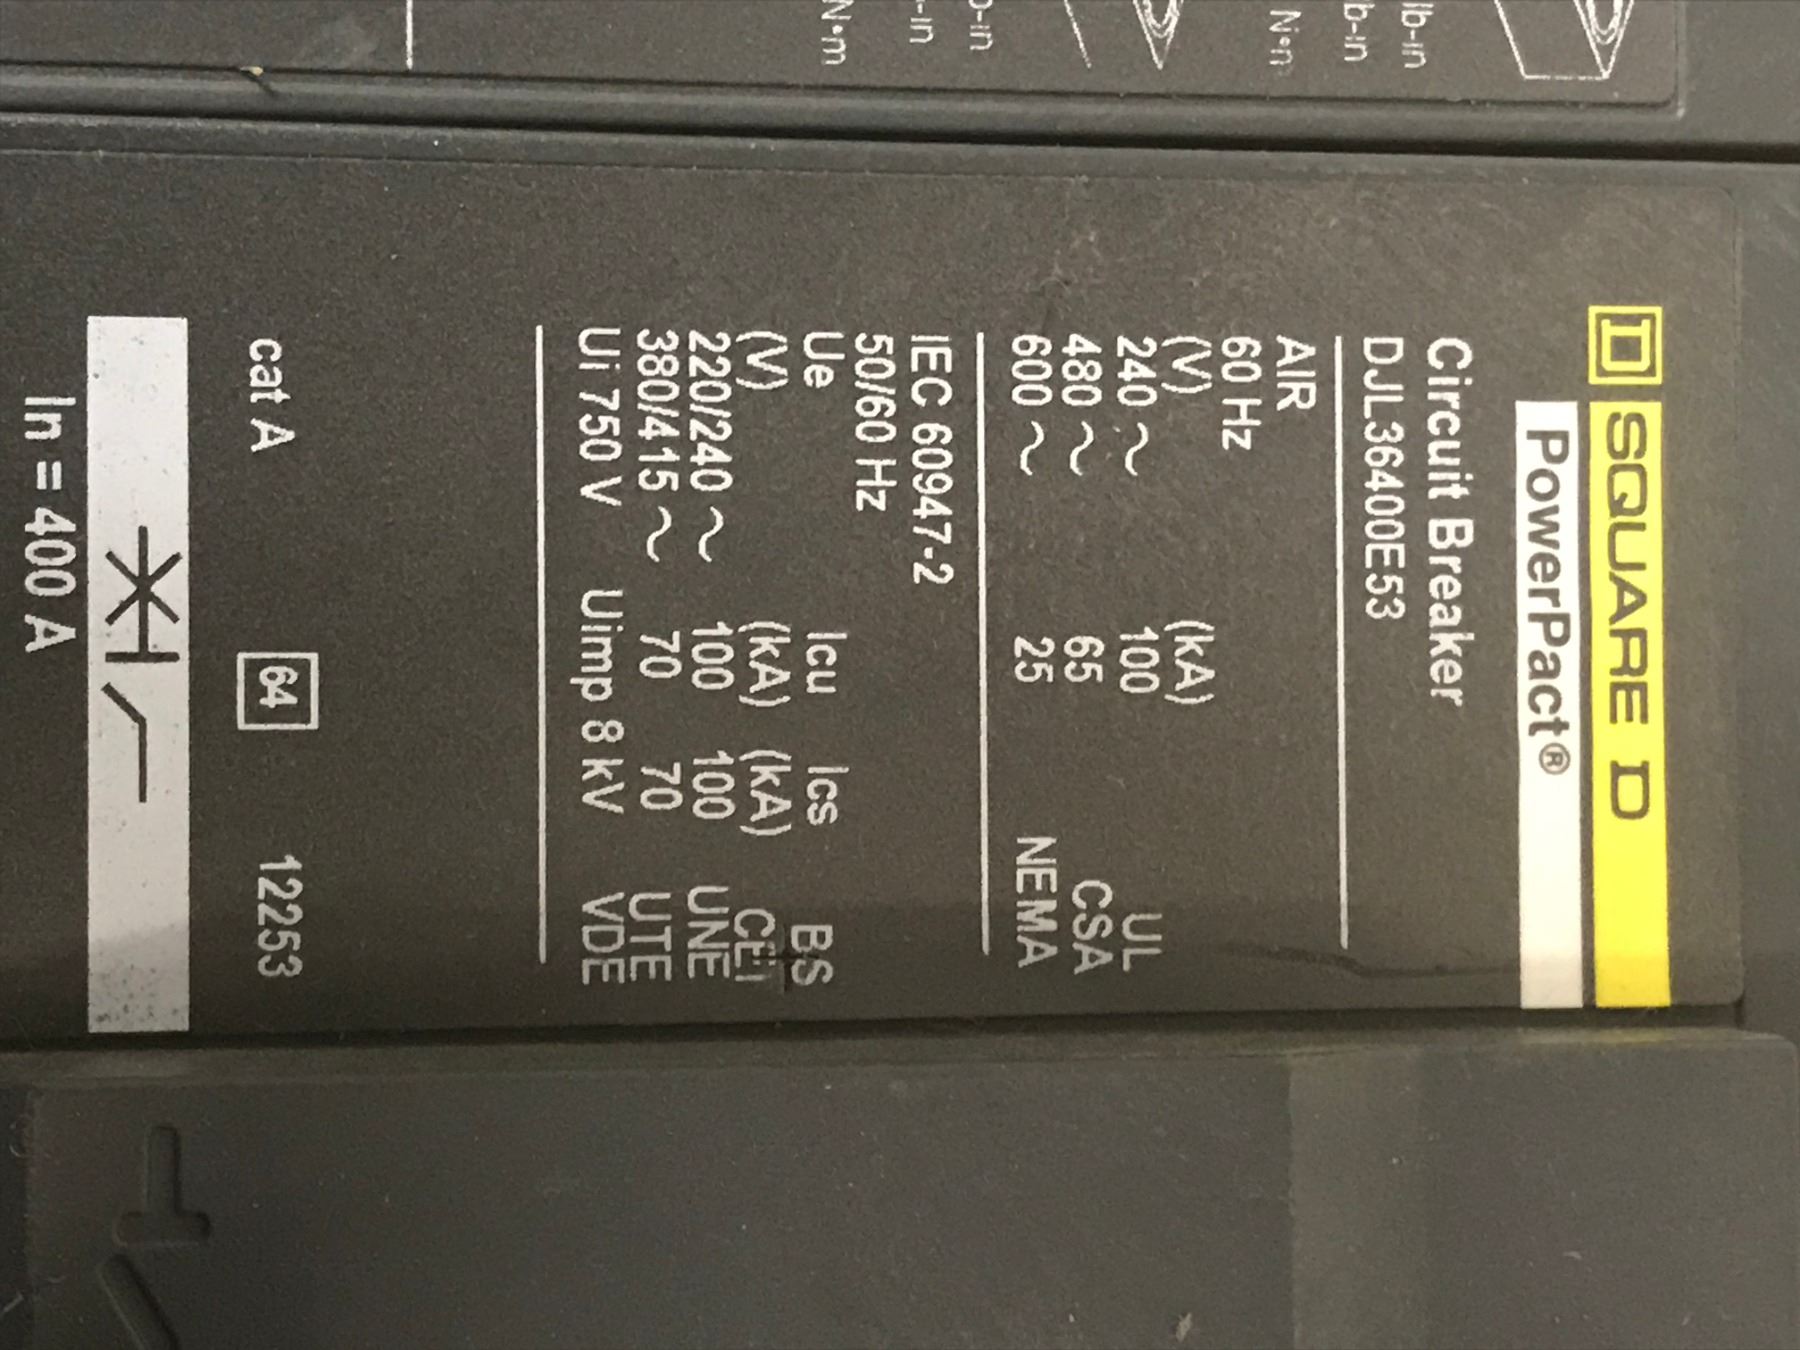 SQUARE D
PowerPact®
Circuit Breaker
DJL36400E53
AIR
60 Hz
(V) (kA)
240 ~ 100 UL
480 ~ 65 CSA
600 ~ 25 NEMA
IEC 60947-2
50/60 Hz
Ue Icu Ics BS
(V) (kA) (kA) CEI
220/240 ~ 100 100 UNE
380/415 ~ 70 70 UTE
Ui 750 V Uimp 8 kV VDE
cat A 64 12253
In = 400 A
lb-in
lb-in
N•m
b-in
-in
N•m